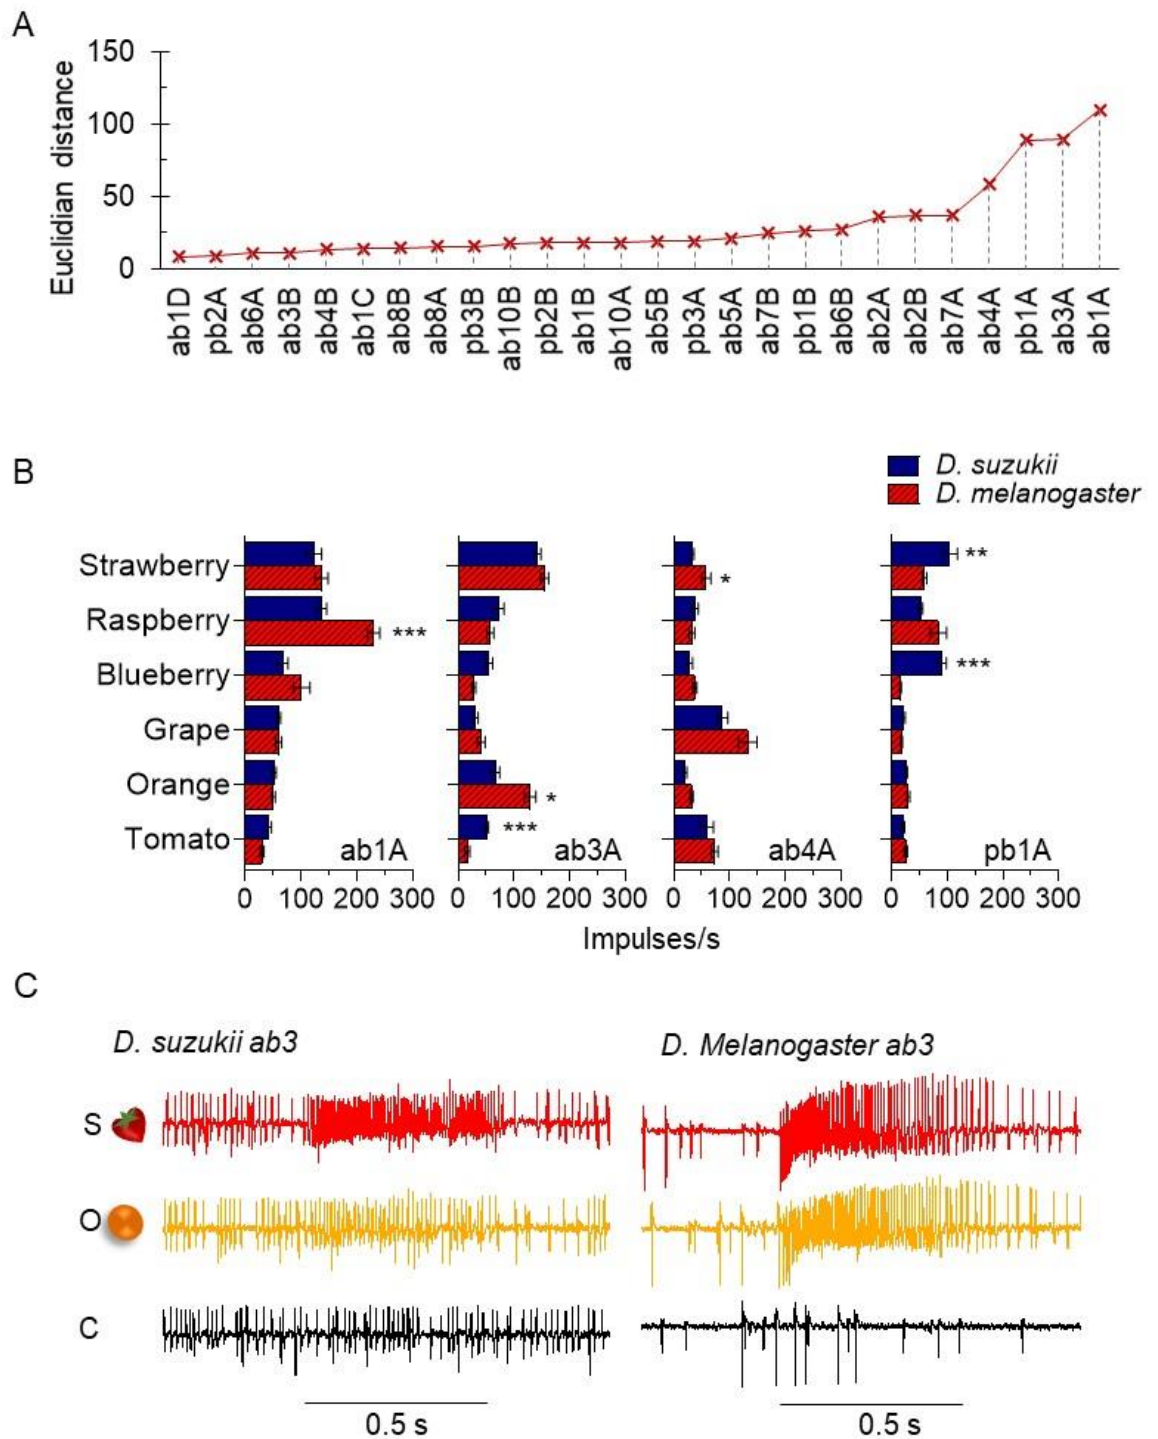 A
Euclidian distance
150
100
50
0
ab1D pb2A ab6A ab3B ab4B ab1C ab8B ab8A pb3B ab10B pb2B ab1B ab10A ab5B pb3A ab5A ab7B pb1B ab6B ab2A ab2B ab7A ab4A pb1A ab3A ab1A
B
D. suzukii
D. melanogaster
Strawberry **
*
Raspberry
***
Blueberry ***
Grape
Orange
*
Tomato ***
ab1A ab3A ab4A pb1A
0 100 200 300 0 100 200 300 0 100 200 300 0 100 200 300
Impulses/s
C
D. suzukii ab3 D. Melanogaster ab3
S
O
C
0.5 s 0.5 s